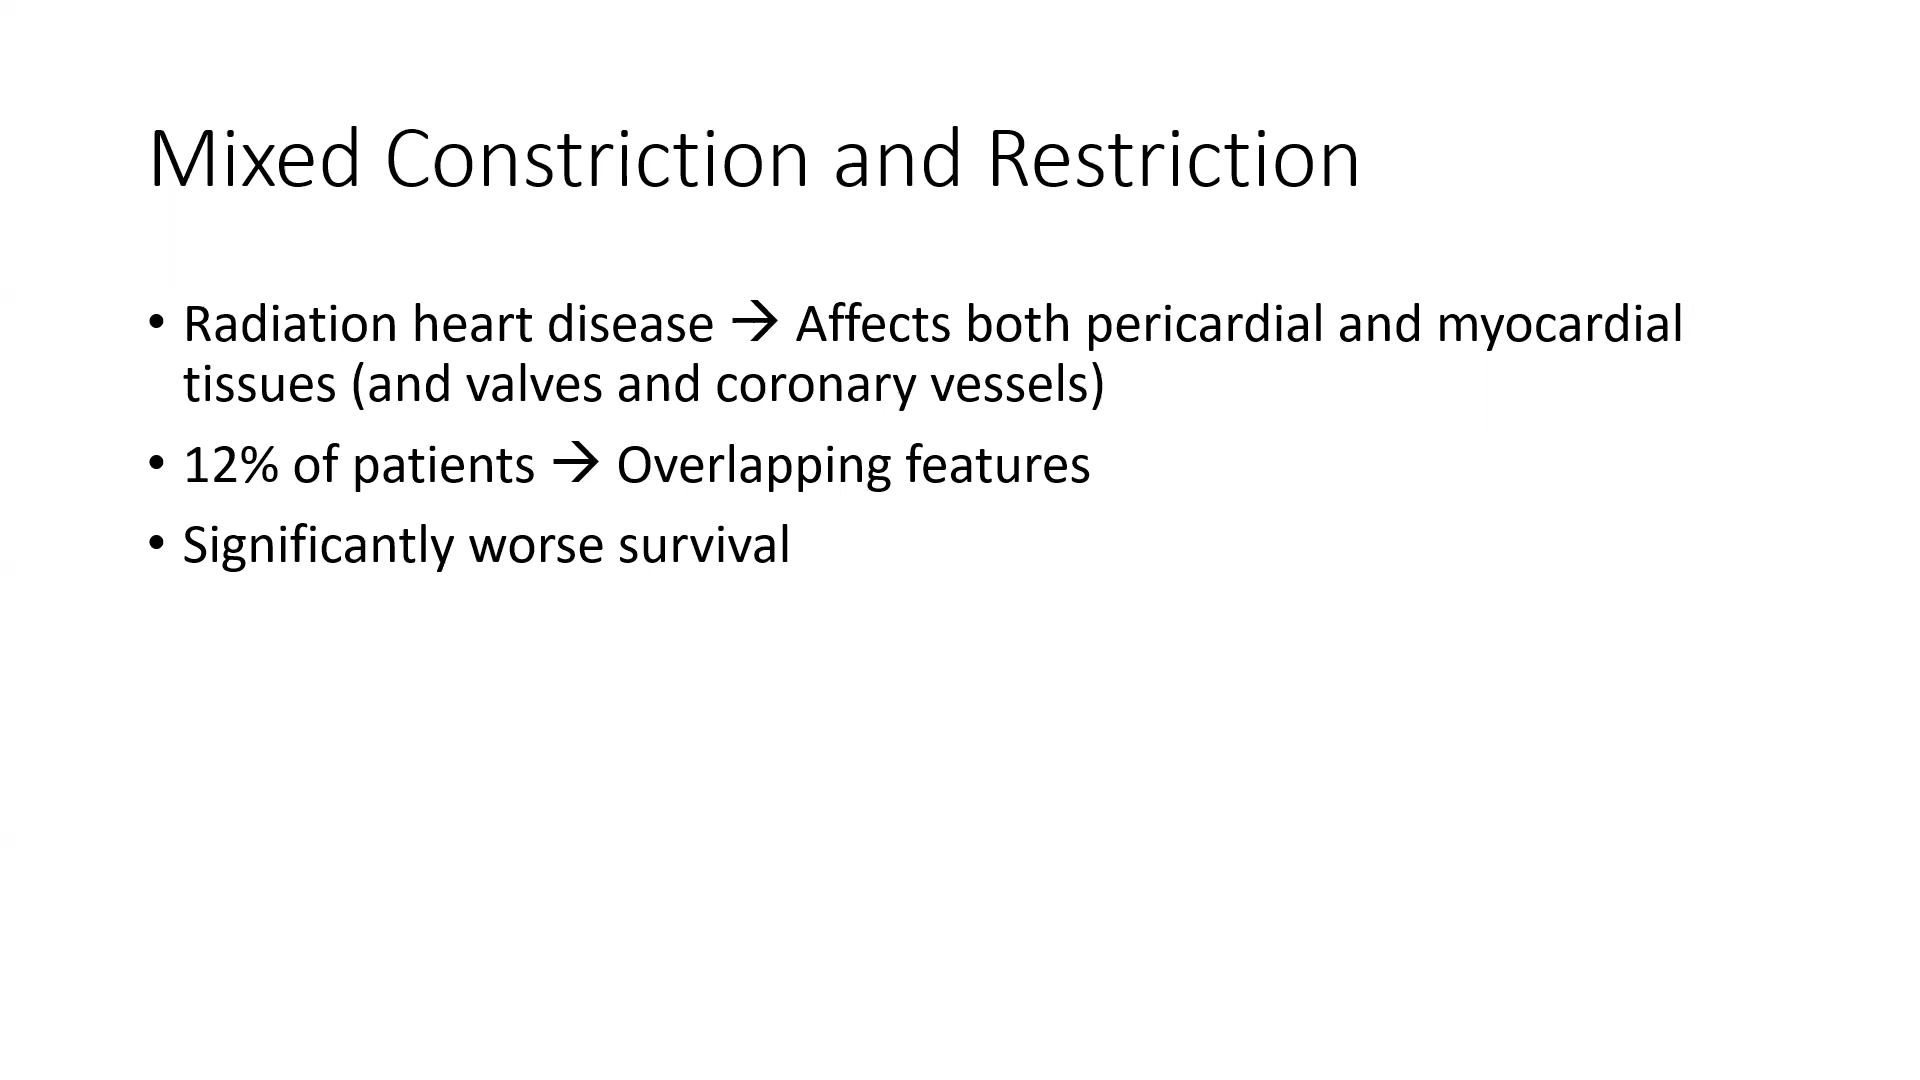 Mixed Constriction and Restriction
• Radiation heart disease → Affects both pericardial and myocardial
tissues (and valves and coronary vessels)
• 12% of patients → Overlapping features
• Significantly worse survival